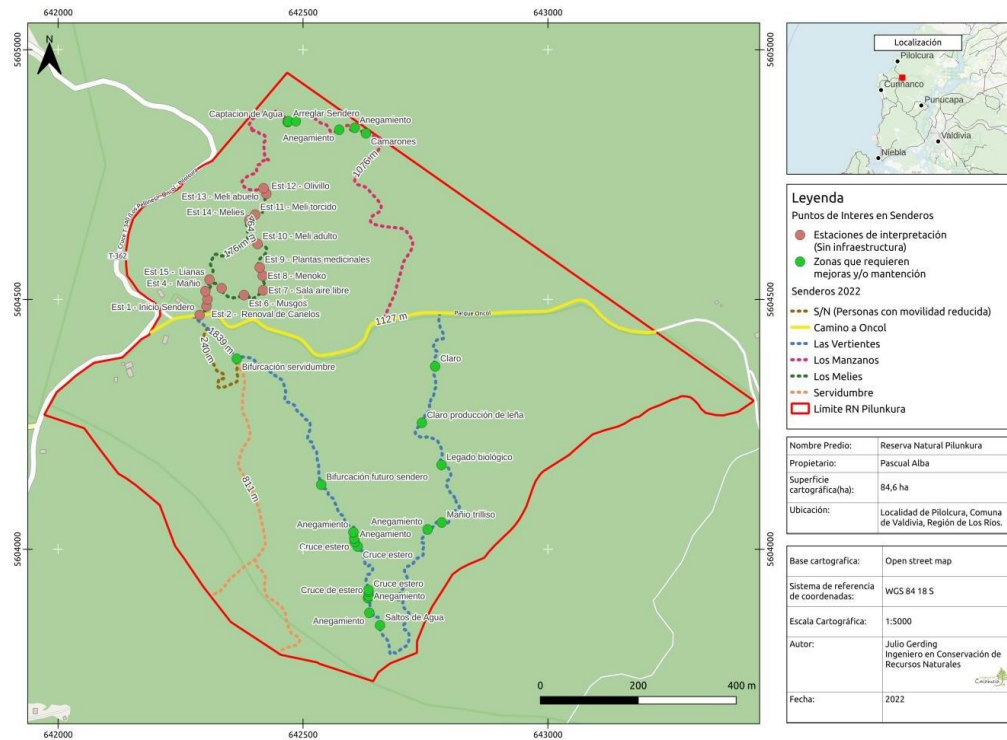 642000
642500
643000
5605000
5605000
N
Captacion de Agua
Arreglar Sendero
Anegamiento
Anegamiento
Camarones
1076 m
Est 12 - Olivillo
Est 13 - Meli abuelo
Est 11 - Meli torcido
Est 14 - Melies
Est 10 - Meli adulto
176 m
Est 9 - Plantas medicinales
Est 15 - Lianas
Est 8 - Menoko
Est 4 - Mañio
Est 7 - Sala aire libre
Est 6 - Musgos
Est 1 - Inicio Sendero
Est 2 - Renoval de Canelos
T-362
5604500
5604500
1127 m
Parque Oncol
1839 m
240 m
Bifurcación servidumbre
Claro
Claro producción de leña
811 m
Legado biológico
Bifurcación futuro sendero
Mañio trilliso
Anegamiento
Anegamiento
Anegamiento
Cruce estero
Cruce estero
5604000
5604000
Cruce estero
Cruce de estero
Anegamiento
Anegamiento
Saltos de Agua
0
200
400 m
642000
642500
643000
Localización
Pilolcura
Curiñanco
Punucapa
Valdivia
Niebla
Leyenda
Puntos de Interes en Senderos
Estaciones de interpretación
(Sin infraestructura)
Zonas que requieren
mejoras y/o mantención
Senderos 2022
S/N (Personas con movilidad reducida)
Camino a Oncol
Las Vertientes
Los Manzanos
Los Melies
Servidumbre
Límite RN Pilunkura
Nombre Predio: Reserva Natural Pilunkura
Propietario: Pascual Alba
Superficie
cartográfica(ha): 84,6 ha
Ubicación: Localidad de Pilolcura, Comuna
de Valdivia, Región de Los Ríos.
Base cartografica: Open street map
Sistema de referencia
de coordenadas: WGS 84 18 S
Escala Cartográfica: 1:5000
Autor: Julio Gerding
Ingeniero en Conservación de
Recursos Naturales
Fecha: 2022